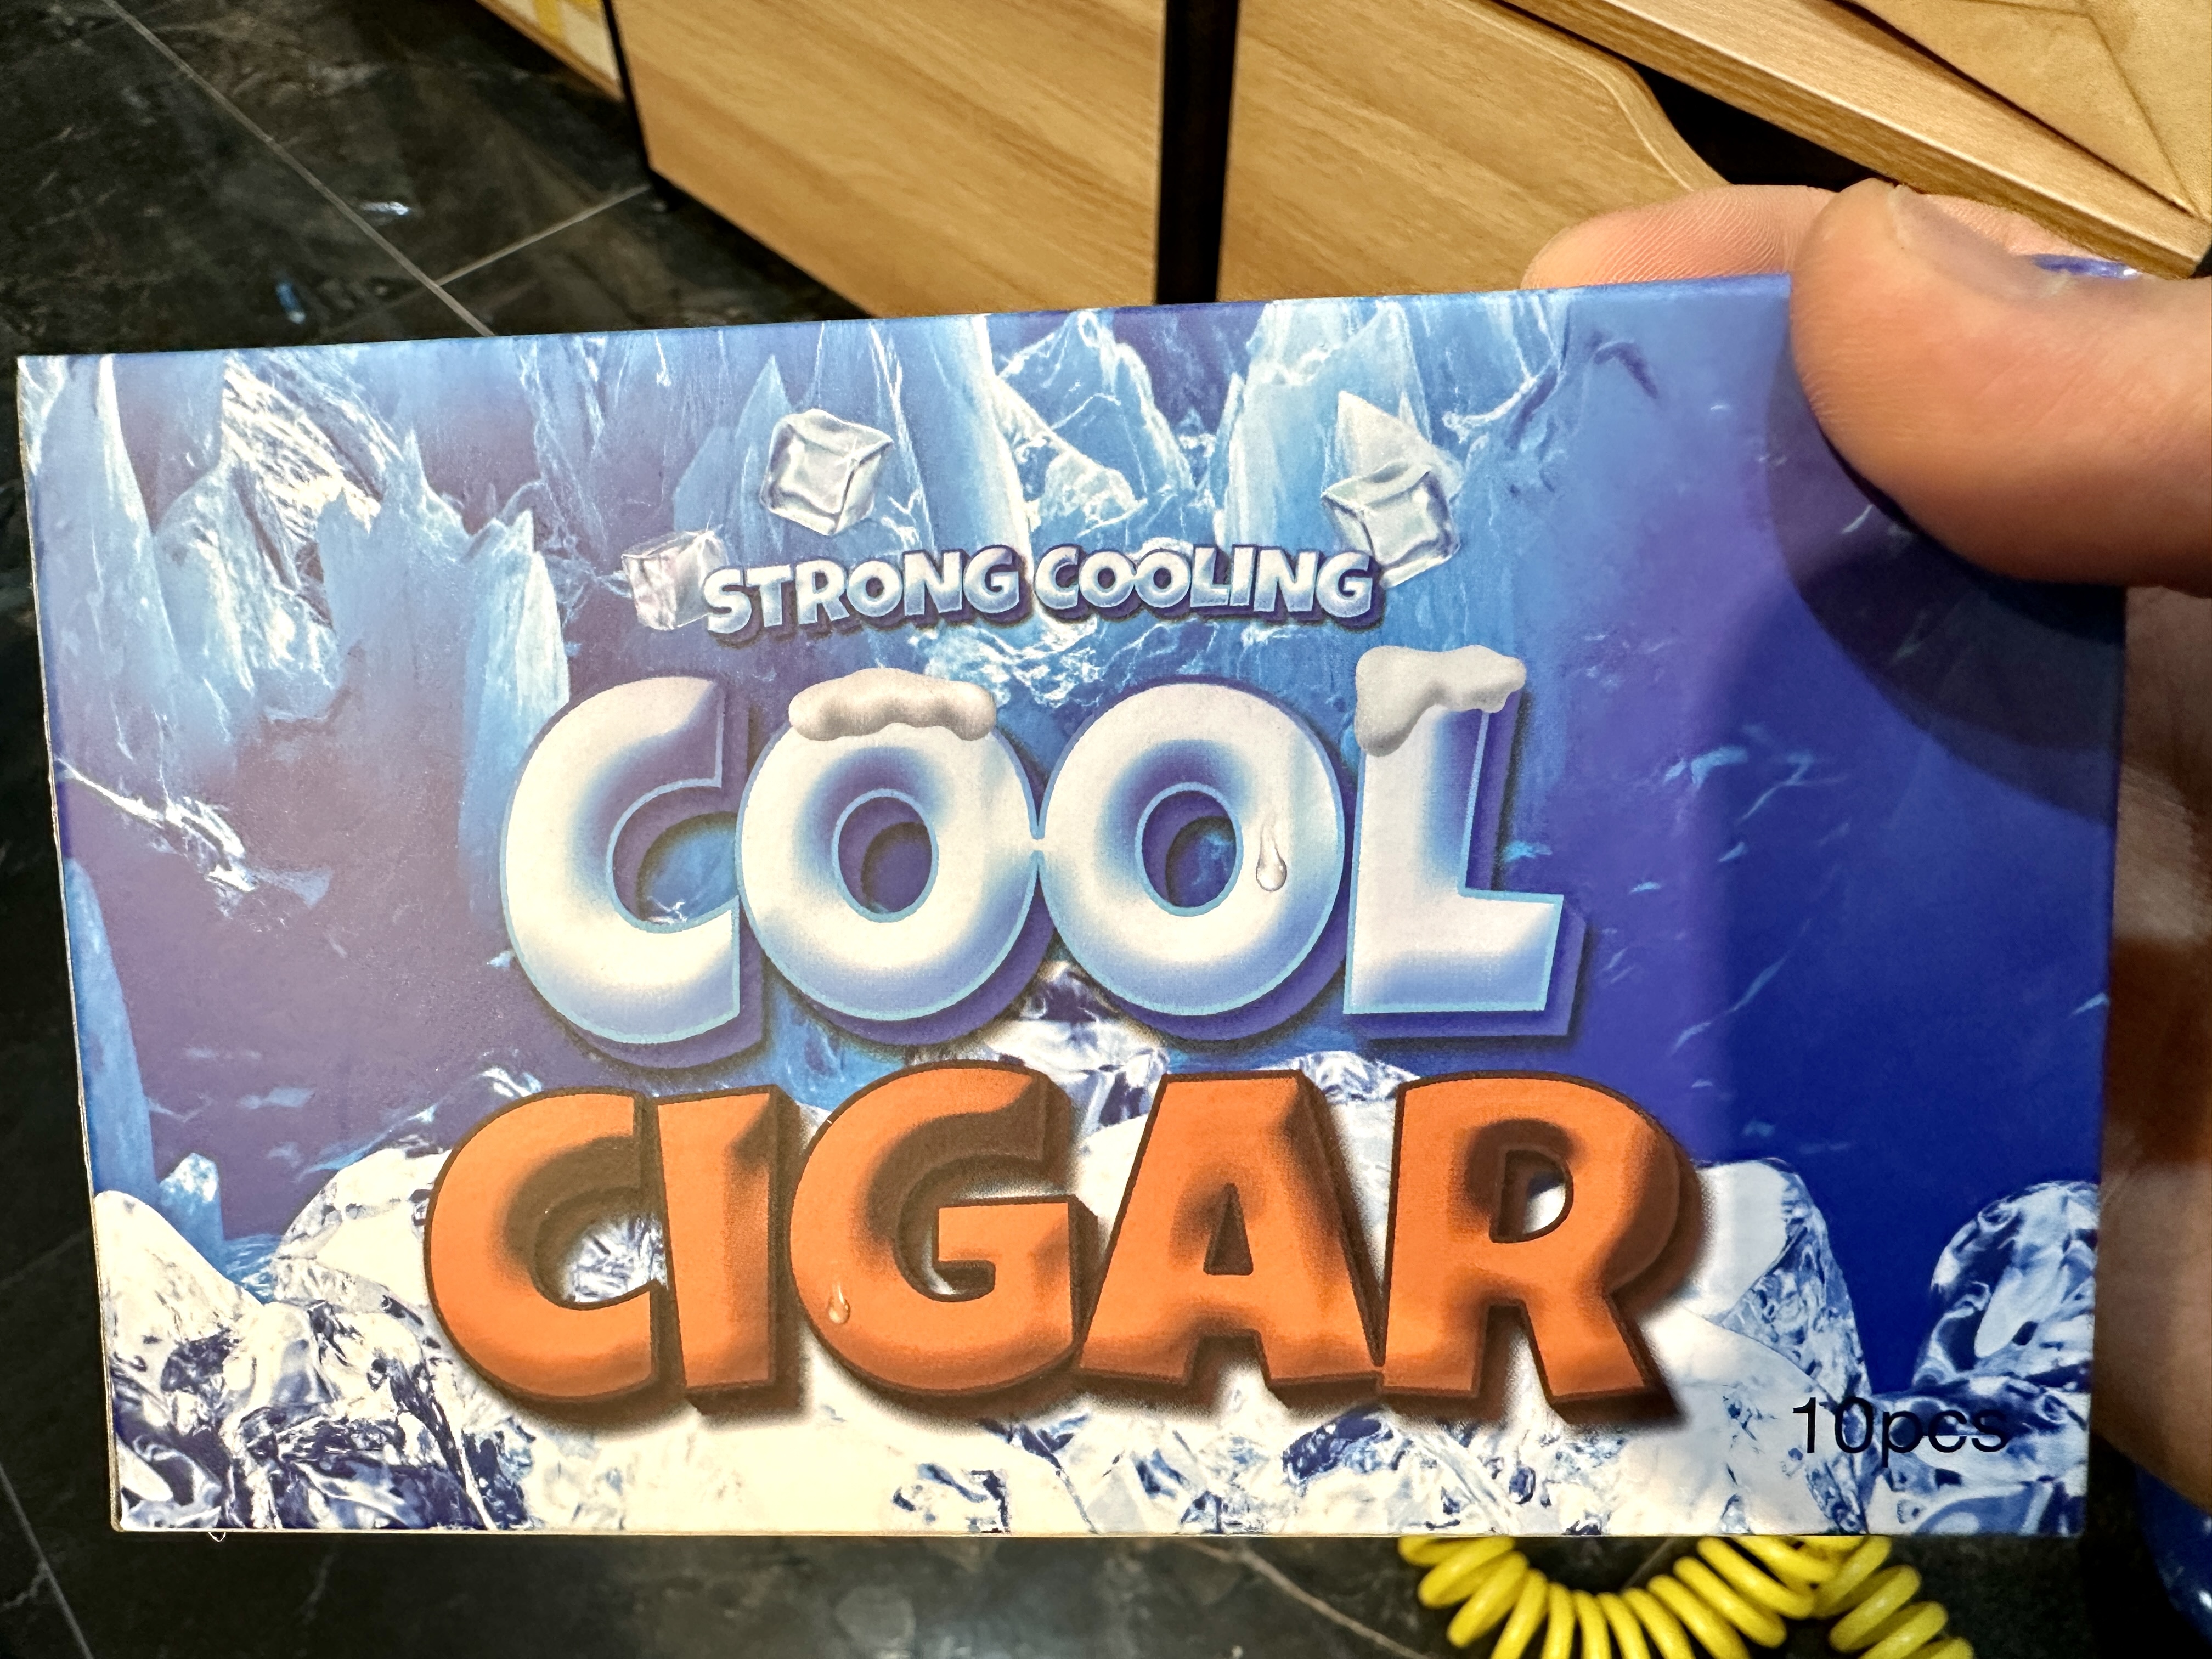 STRONG COOLING
COOL
CIGAR
10pcs